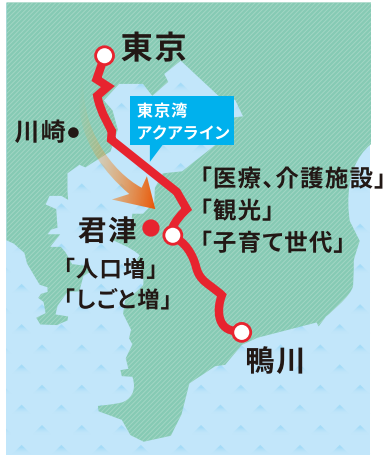 東京
東京湾
アクアライン
川崎
「医療、介護施設」
「観光」
「子育て世代」
君津
「人口増」
「しごと増」
鴨川